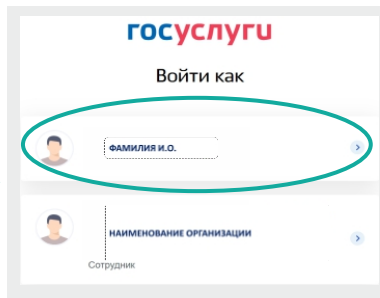 госуслуги
Войти как
ФАМИЛИЯ И.О.
НАИМЕНОВАНИЕ ОРГАНИЗАЦИИ
Сотрудник